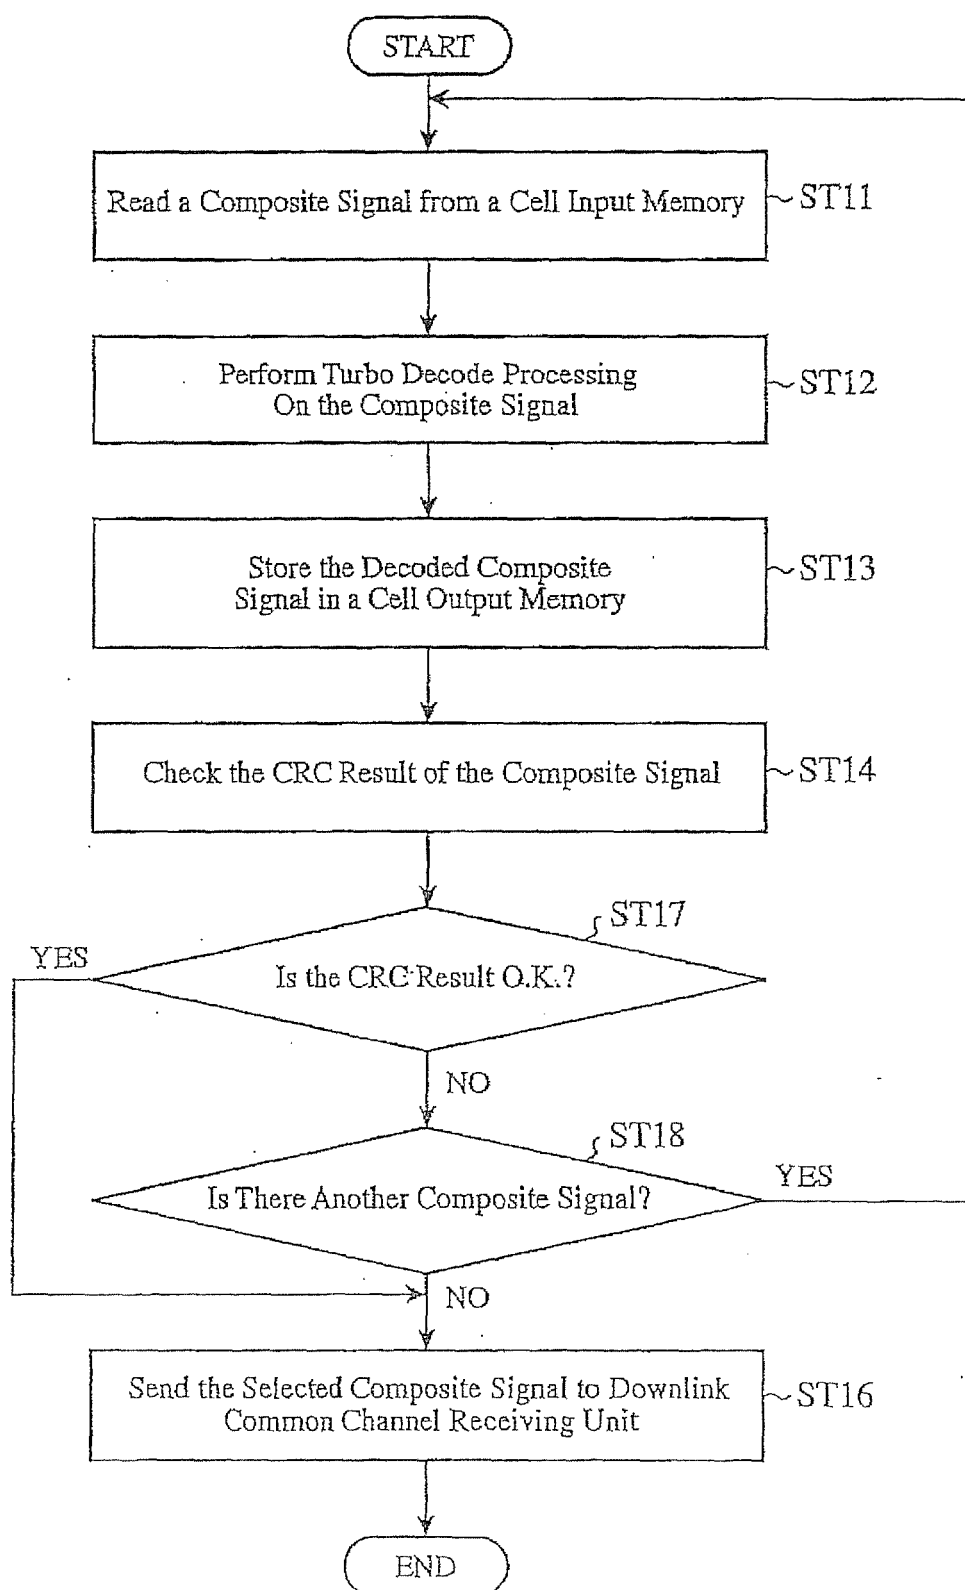 START
Read a Composite Signal from a Cell Input Memory
ST11
Perform Turbo Decode Processing
On the Composite Signal
ST12
Store the Decoded Composite
Signal in a Cell Output Memory
ST13
Check the CRC Result of the Composite Signal
ST14
ST17
YES
Is the CRC Result O.K.?
NO
ST18
Is There Another Composite Signal?
YES
NO
Send the Selected Composite Signal to Downlink
Common Channel Receiving Unit
ST16
END